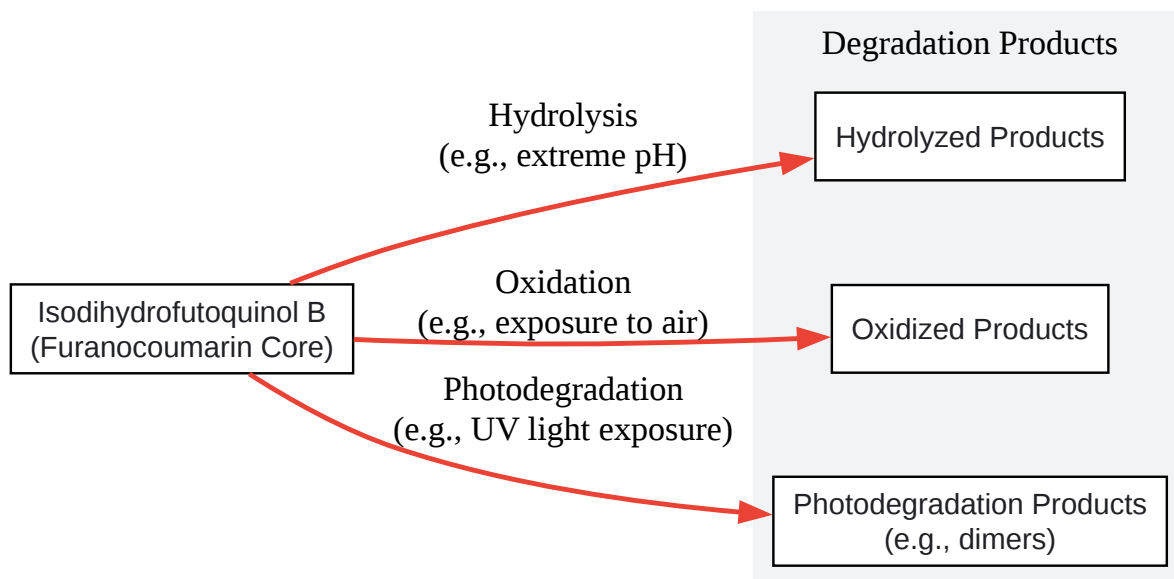 Degradation Products
Hydrolysis
(e.g., extreme pH)
Hydrolyzed Products
Isodihydrofutoquinol B
(Furanocoumarin Core)
Oxidation
(e.g., exposure to air)
Oxidized Products
Photodegradation
(e.g., UV light exposure)
Photodegradation Products
(e.g., dimers)